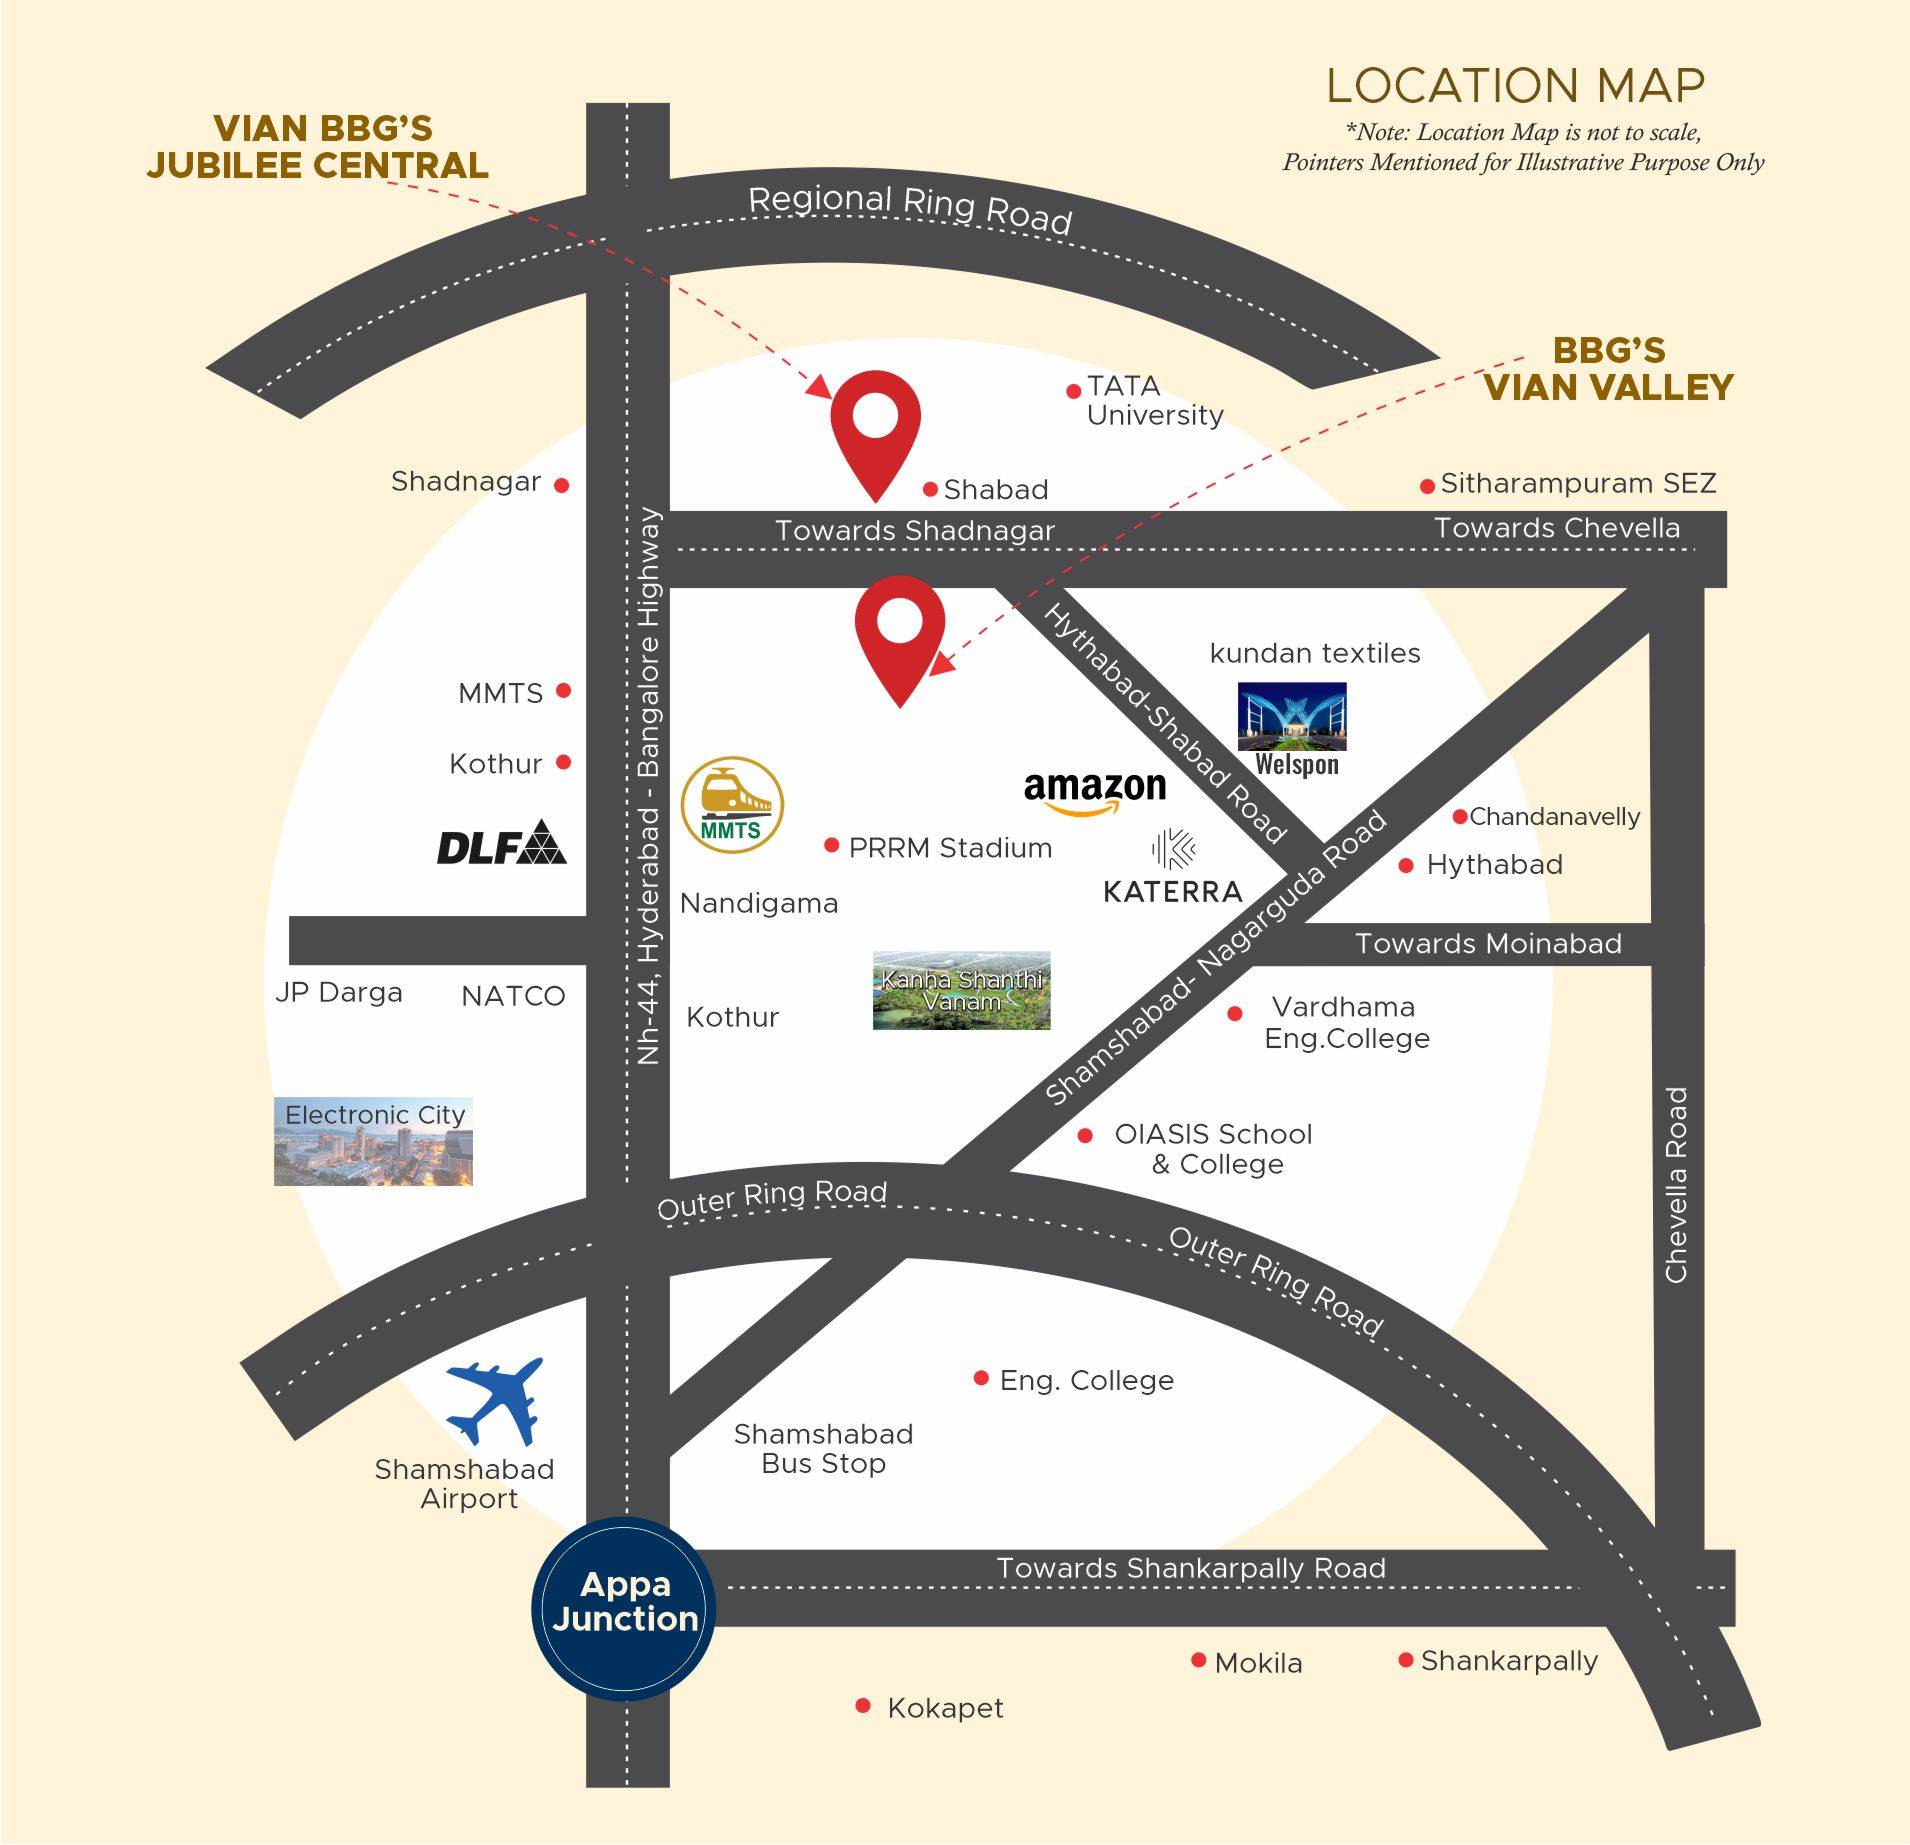 LOCATION MAP
*Note: Location Map is not to scale,
Pointers Mentioned for Illustrative Purpose Only
VIAN BBG'S
JUBILEE CENTRAL
Regional Ring Road
BBG'S
VIAN VALLEY
TATA
University
Shadnagar
Shabad
Sitharampuram SEZ
Towards Shadnagar
Towards Chevella
Nh-44, Hyderabad - Bangalore Highway
Hythabad-Shabad Road
kundan textiles
Welspon
MMTS
Kothur
MMTS
amazon
DLF
PRRM Stadium
KATERRA
Chandanavelly
Hythabad
Nandigama
Shamshabad- Nagarguda Road
Towards Moinabad
JP Darga
NATCO
Kanha Shanthi
Vanam
Kothur
Vardhama
Eng.College
Electronic City
OIASIS School
& College
Chevella Road
Outer Ring Road
Outer Ring Road
Eng. College
Shamshabad
Bus Stop
Shamshabad
Airport
Appa
Junction
Towards Shankarpally Road
Mokila
Shankarpally
Kokapet